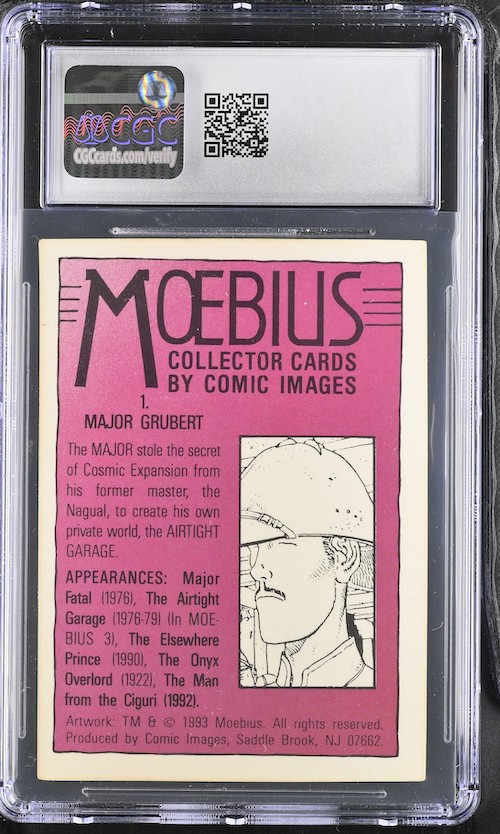 CGC
CGCcards.com/verify
MŒBIUS
COLLECTOR CARDS
BY COMIC IMAGES
1.
MAJOR GRUBERT
The MAJOR stole the secret
of Cosmic Expansion from
his former master, the
Nagual, to create his own
private world, the AIRTIGHT
GARAGE.
APPEARANCES: Major
Fatal (1976), The Airtight
Garage (1976-79) (In MOE-
BIUS 3), The Elsewhere
Prince (1990), The Onyx
Overlord (1922), The Man
from the Ciguri (1992).
Artwork: TM & © 1993 Moebius. All rights reserved.
Produced by Comic Images, Saddle Brook, NJ 07662.